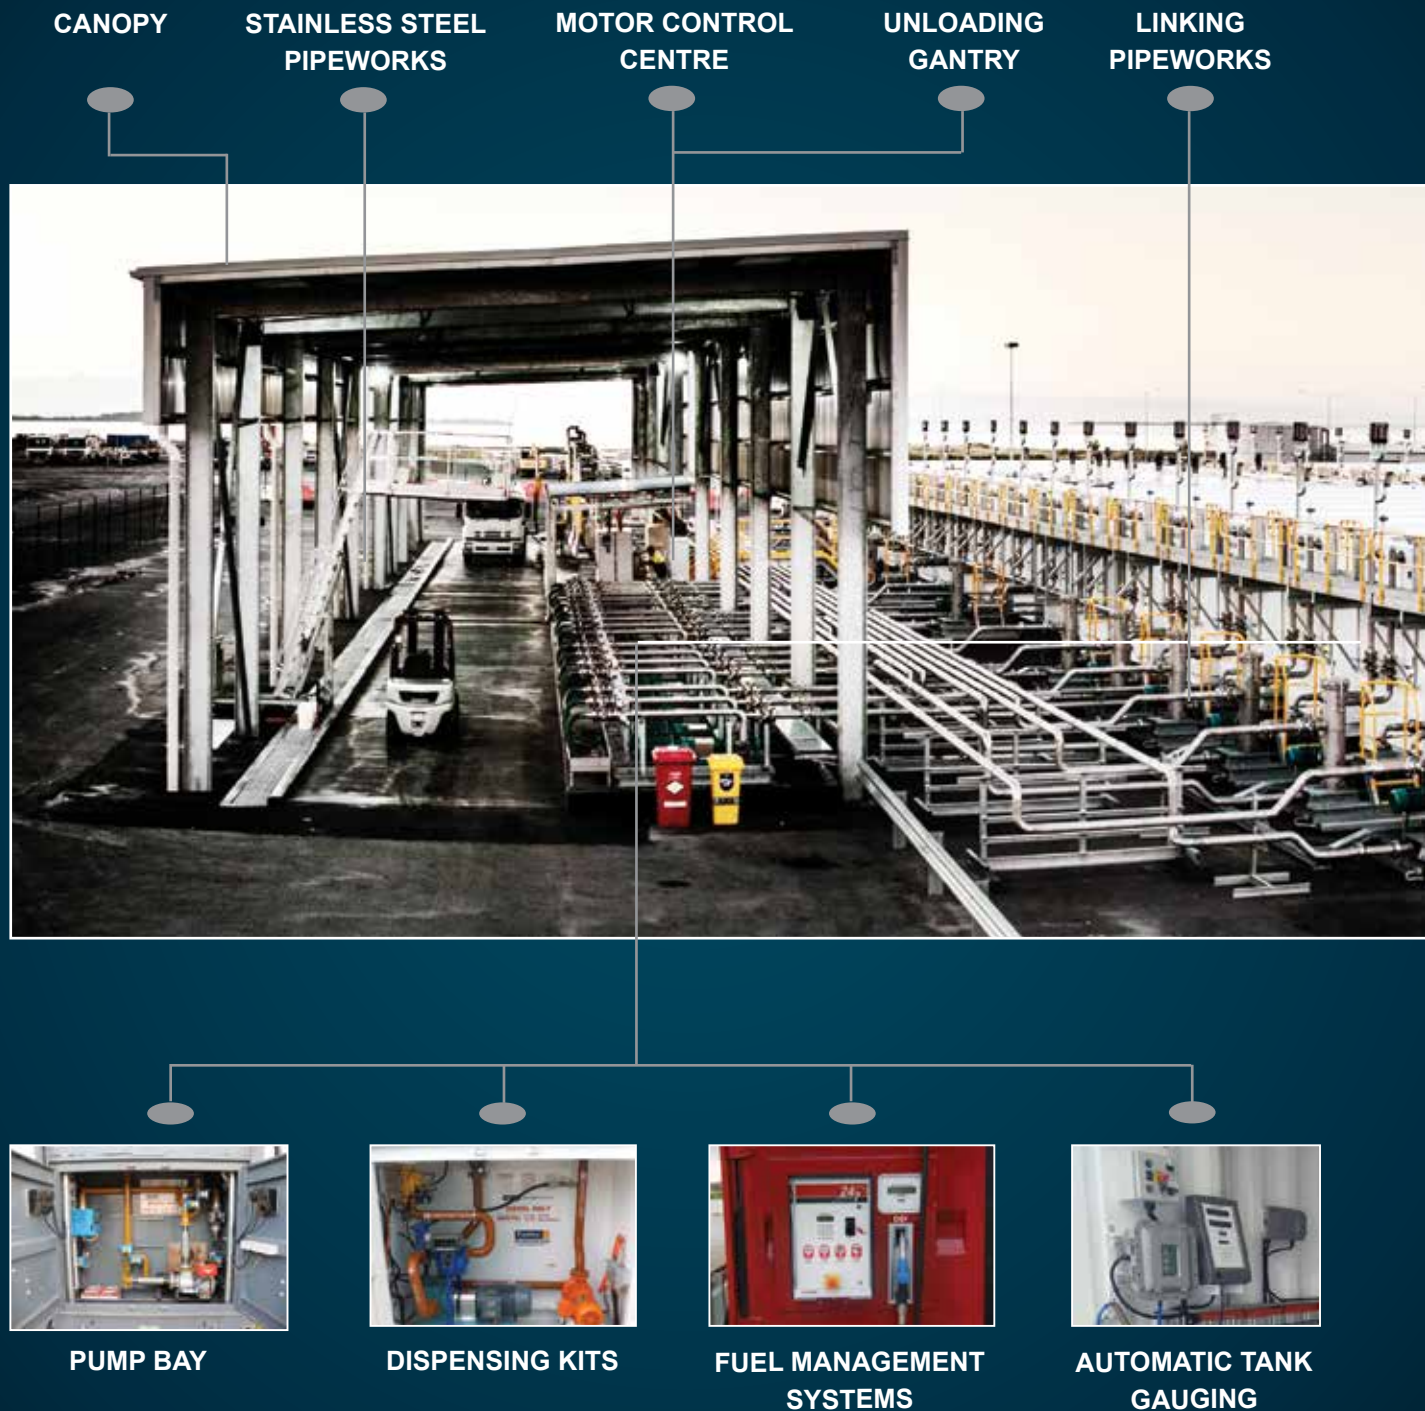 CANOPY
STAINLESS STEEL
PIPEWORKS
MOTOR CONTROL
CENTRE
UNLOADING
GANTRY
LINKING
PIPEWORKS
24
PUMP BAY
DISPENSING KITS
FUEL MANAGEMENT
SYSTEMS
AUTOMATIC TANK
GAUGING